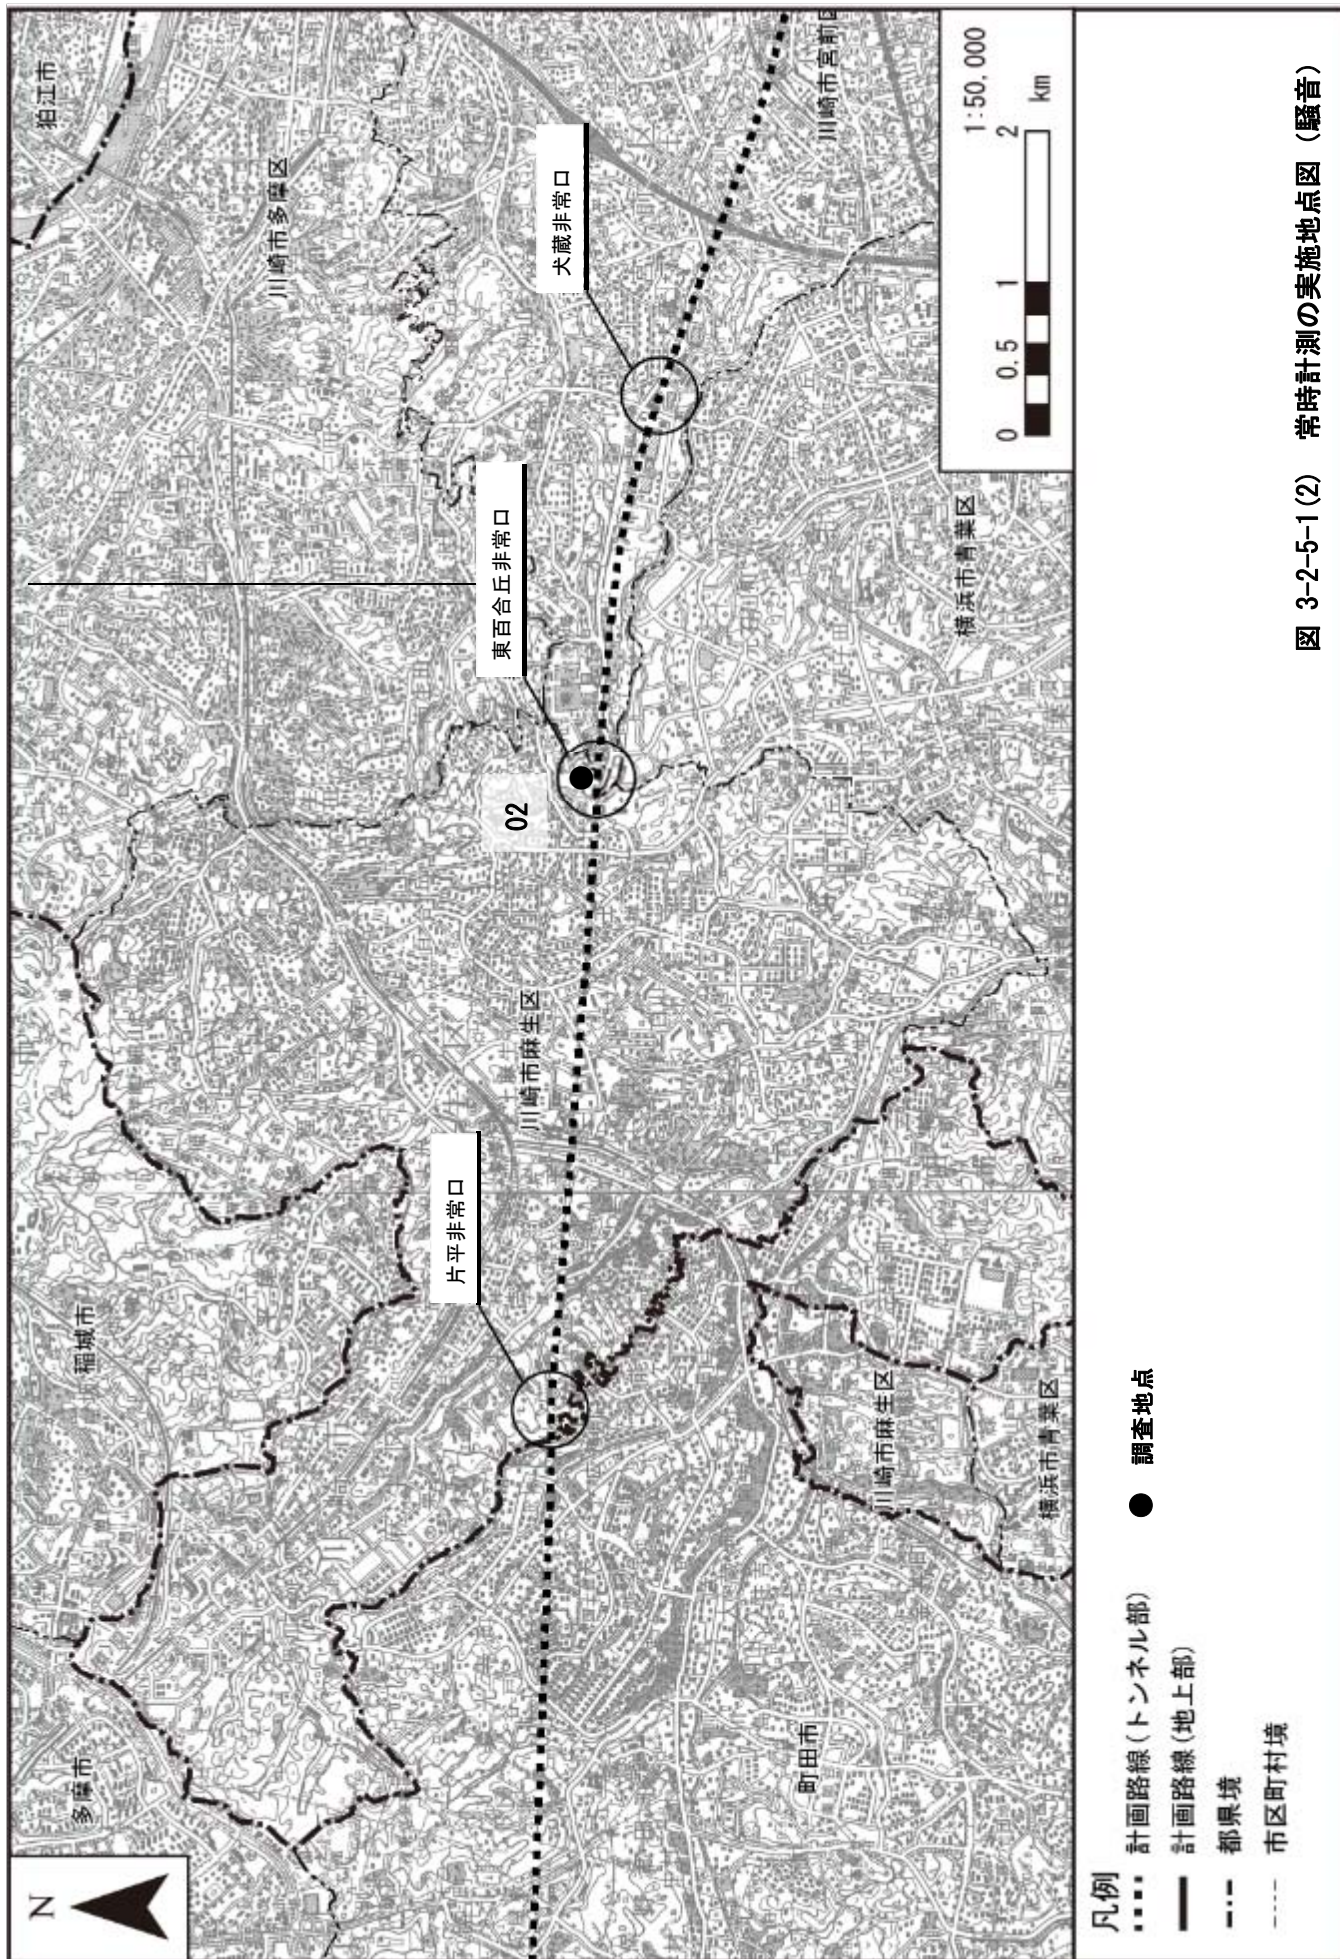 N
多摩市
稲城市
狛江市
川崎市多摩区
片平非常口
東百合丘非常口
犬蔵非常口
02
川崎市麻生区
川崎市宮前区
町田市
川崎市麻生区
横浜市青葉区
横浜市青葉区
1:50,000
0 0.5 1 2
km
凡例
計画路線(トンネル部)
計画路線(地上部)
都県境
市区町村境
調査地点
図 3-2-5-1(2) 常時計測の実施地点図（騒音）